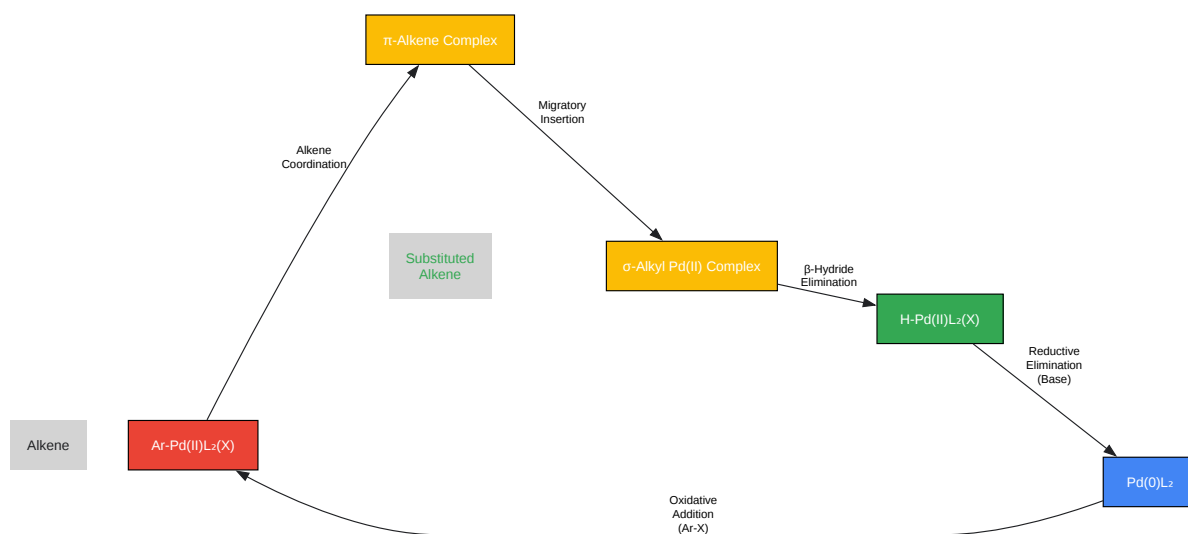 π-Alkene Complex
Migratory
Insertion
Alkene
Coordination
Substituted
Alkene
σ-Alkyl Pd(II) Complex
β-Hydride
Elimination
H-Pd(II)L₂(X)
Reductive
Elimination
(Base)
Alkene
Ar-Pd(II)L₂(X)
Pd(0)L₂
Oxidative
Addition
(Ar-X)